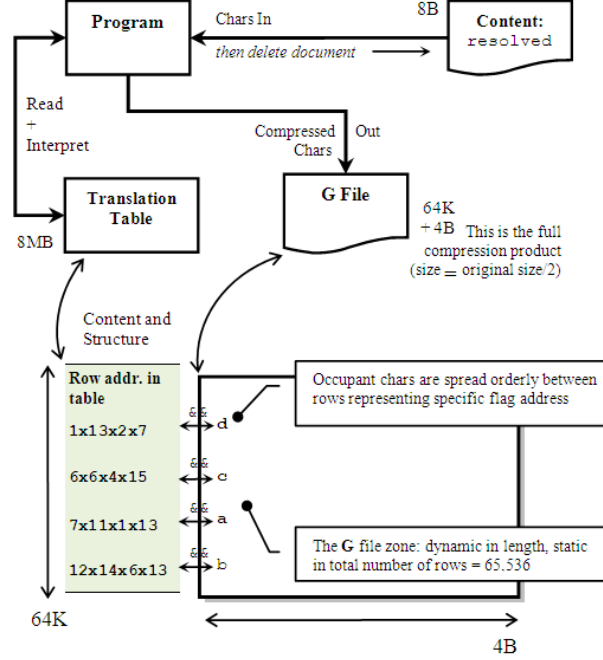 Program
Chars In
8B
Content:
resolved
then delete document
Read
+
Interpret
Compressed
Chars
Out
Translation
Table
8MB
G File
64K
+ 4B
This is the full
compression product
(size = original size/2)
Content and
Structure
Row addr. in
table
Occupant chars are spread orderly between
rows representing specific flag address
1x13x2x7
&&
d
6x6x4x15
&&
c
7x11x1x13
&&
a
12x14x6x13
&&
b
The G file zone: dynamic in length, static
in total number of rows = 65.536
64K
4B